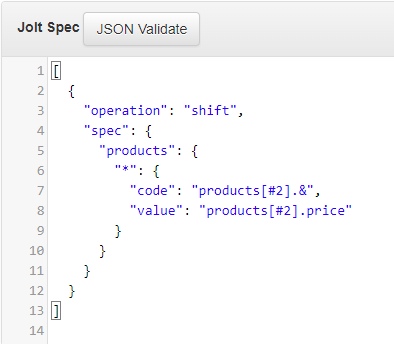 Jolt Spec JSON Validate
1 [
2 {
3 "operation": "shift",
4 "spec": {
5 "products": {
6 "*": {
7 "code": "products[#2].&",
8 "value": "products[#2].price"
9 }
10 }
11 }
12 }
13 ]
14